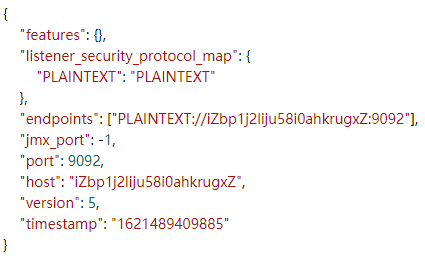 {
"features": {},
"listener_security_protocol_map": {
"PLAINTEXT": "PLAINTEXT"
},
"endpoints": ["PLAINTEXT://iZbp1j2liju58i0ahkrugxZ:9092"],
"jmx_port": -1,
"port": 9092,
"host": "iZbp1j2liju58i0ahkrugxZ",
"version": 5,
"timestamp": "1621489409885"
}